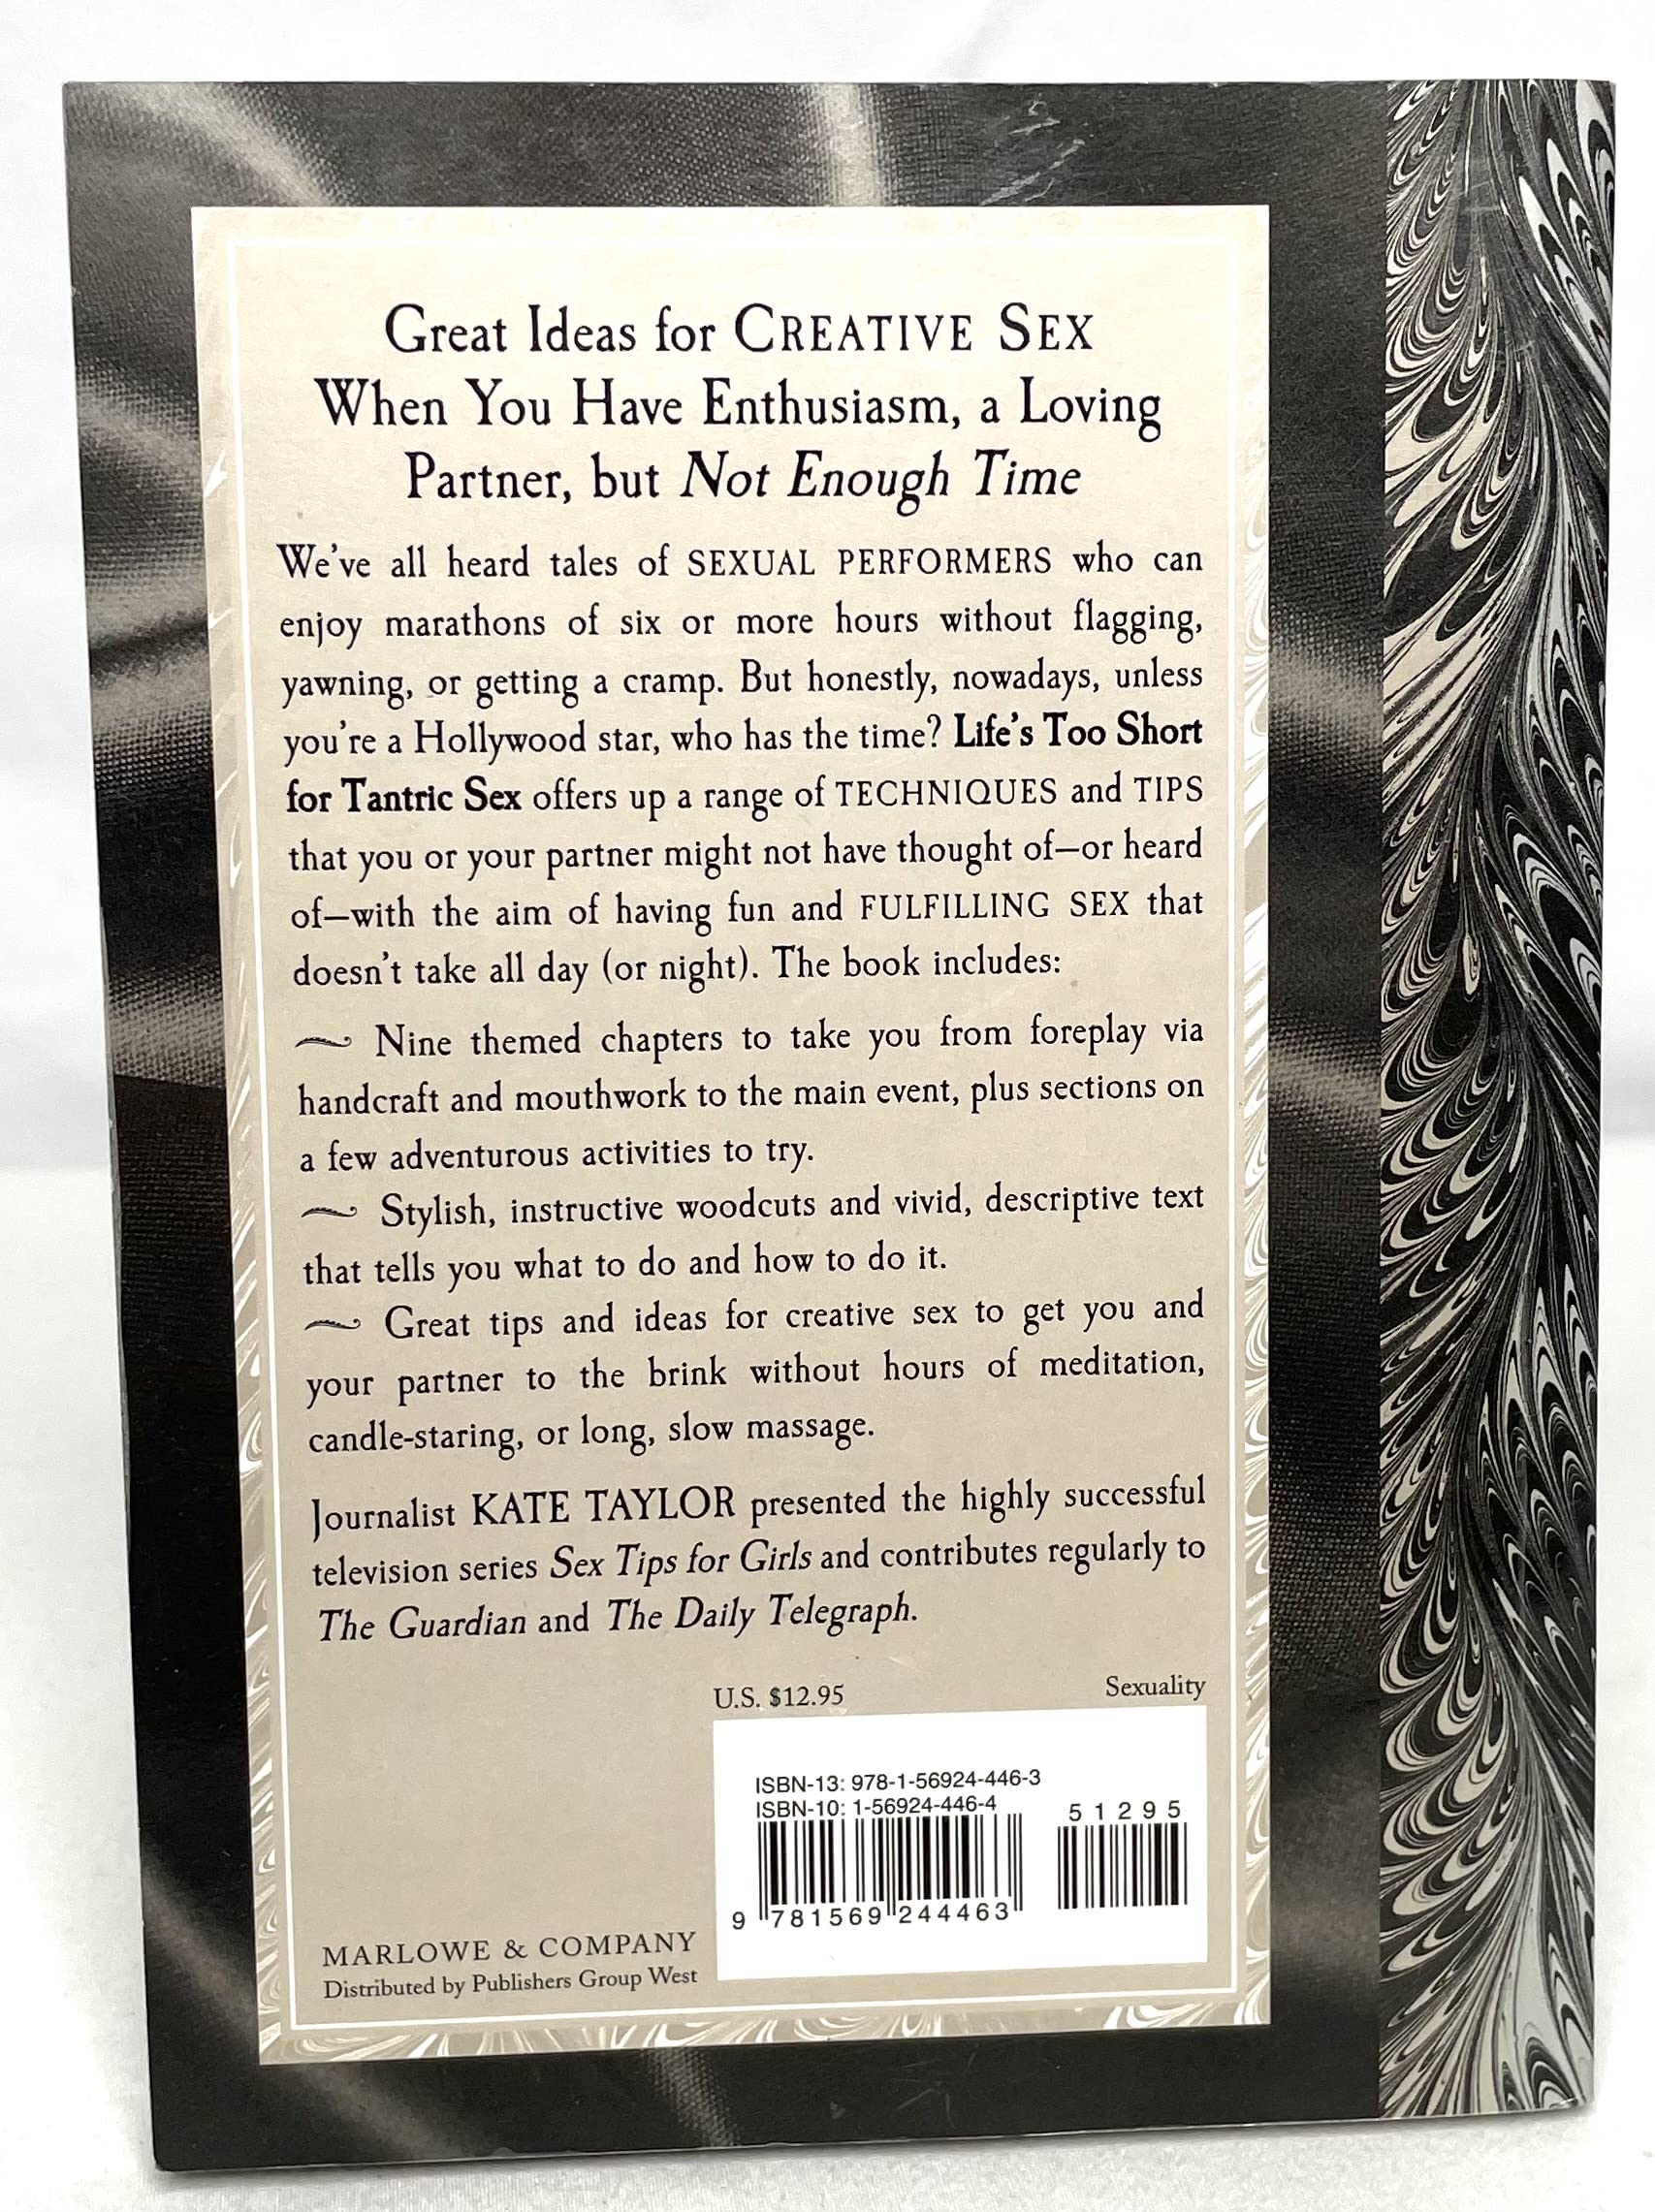 Great Ideas for CREATIVE SEX
When You Have Enthusiasm, a Loving
Partner, but Not Enough Time
We've all heard tales of SEXUAL PERFORMERS who can
enjoy marathons of six or more hours without flagging,
yawning, or getting a cramp. But honestly, nowadays, unless
you're a Hollywood star, who has the time? Life's Too Short
for Tantric Sex offers up a range of TECHNIQUES and TIPS
that you or your partner might not have thought of—or heard
of—with the aim of having fun and FULFILLING SEX that
doesn't take all day (or night). The book includes:
Nine themed chapters to take you from foreplay via
handcraft and mouthwork to the main event, plus sections on
a few adventurous activities to try.
Stylish, instructive woodcuts and vivid, descriptive text
that tells you what to do and how to do it.
Great tips and ideas for creative sex to get you and
your partner to the brink without hours of meditation,
candle-staring, or long, slow massage.
Journalist KATE TAYLOR presented the highly successful
television series Sex Tips for Girls and contributes regularly to
The Guardian and The Daily Telegraph.
U.S. $12.95 Sexuality
ISBN-13: 978-1-56924-446-3
ISBN-10: 1-56924-446-4
51295
9 781569 244463
MARLOWE & COMPANY
Distributed by Publishers Group West